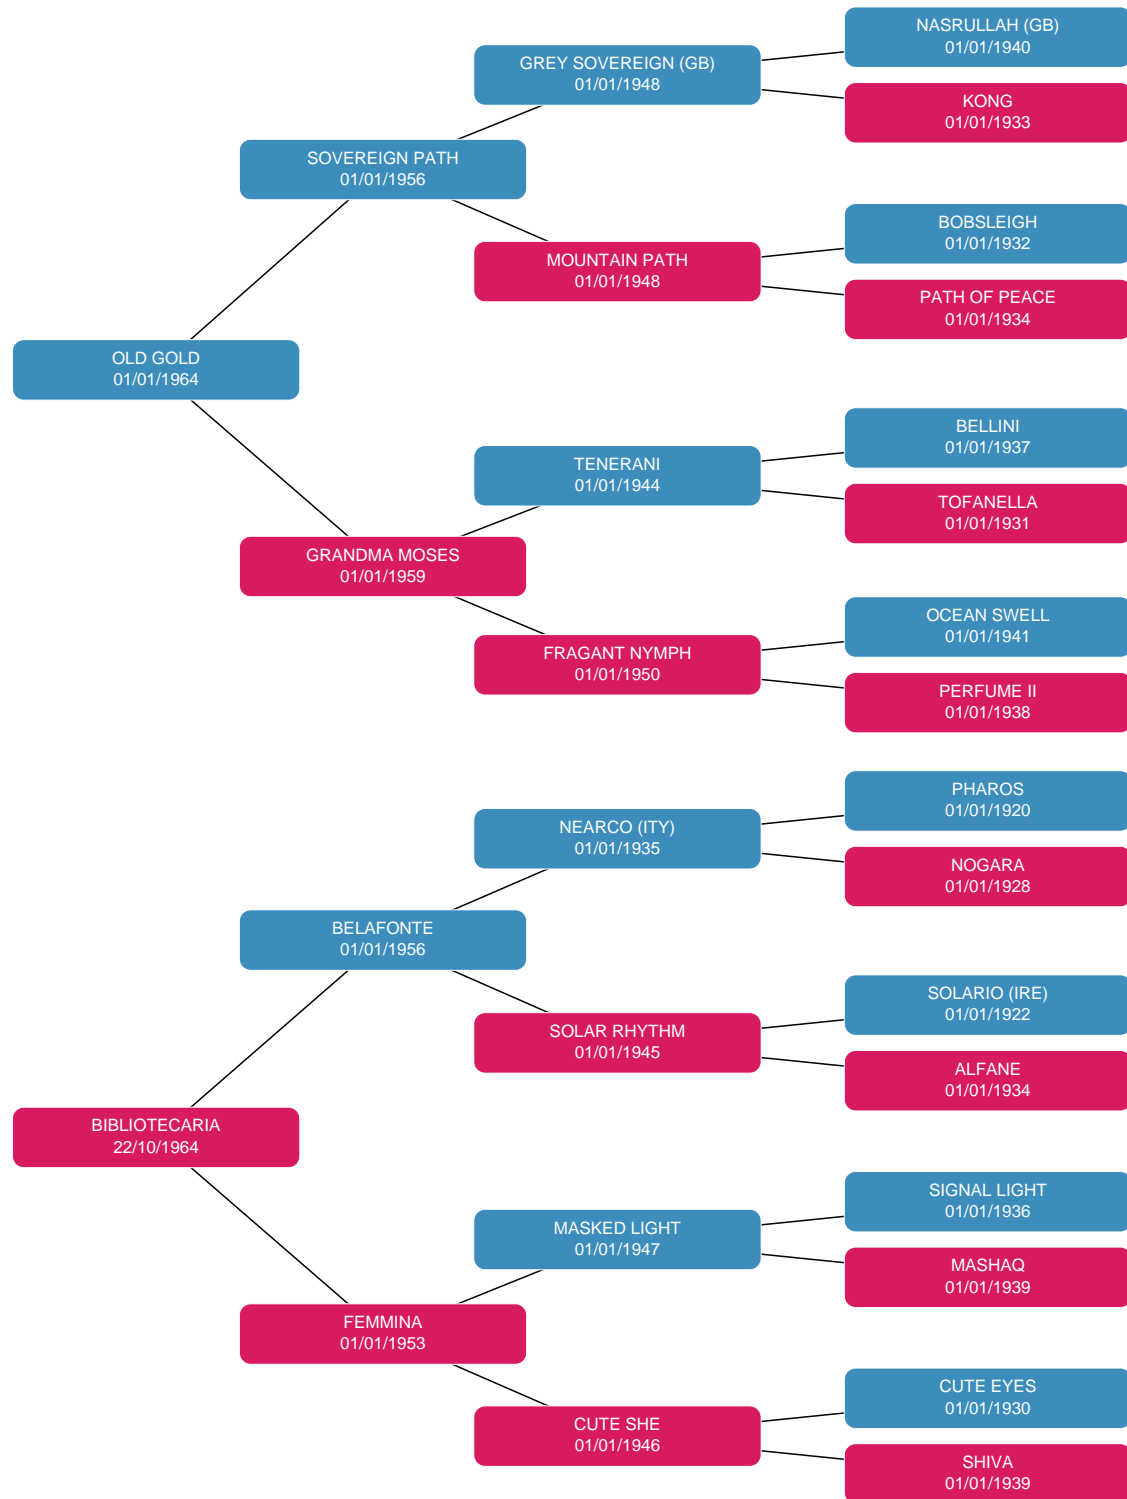 NASRULLAH (GB)
01/01/1940
GREY SOVEREIGN (GB)
01/01/1948
KONG
01/01/1933
SOVEREIGN PATH
01/01/1956
BOBSLEIGH
01/01/1932
MOUNTAIN PATH
01/01/1948
PATH OF PEACE
01/01/1934
OLD GOLD
01/01/1964
BELLINI
01/01/1937
TENERANI
01/01/1944
TOFANELLA
01/01/1931
GRANDMA MOSES
01/01/1959
OCEAN SWELL
01/01/1941
FRAGANT NYMPH
01/01/1950
PERFUME II
01/01/1938
PHAROS
01/01/1920
NEARCO (ITY)
01/01/1935
NOGARA
01/01/1928
BELAFONTE
01/01/1956
SOLARIO (IRE)
01/01/1922
SOLAR RHYTHM
01/01/1945
ALFANE
01/01/1934
BIBLIOTECARIA
22/10/1964
SIGNAL LIGHT
01/01/1936
MASKED LIGHT
01/01/1947
MASHAQ
01/01/1939
FEMMINA
01/01/1953
CUTE EYES
01/01/1930
CUTE SHE
01/01/1946
SHIVA
01/01/1939